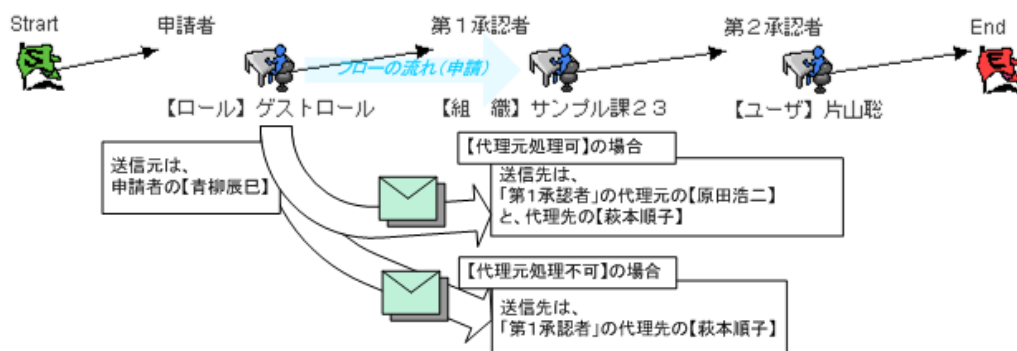 Strart
申請者
第1承認者
第2承認者
End
フローの流れ(申請)
【ロール】ゲストロール
【組　織】サンプル課23
【ユーザ】片山聡
【代理元処理可】の場合
送信元は、
申請者の【青柳辰巳】
送信先は、
「第1承認者」の代理元の【原田浩二】
と、代理先の【萩本順子】
【代理元処理不可】の場合
送信先は、
「第1承認者」の代理先の【萩本順子】